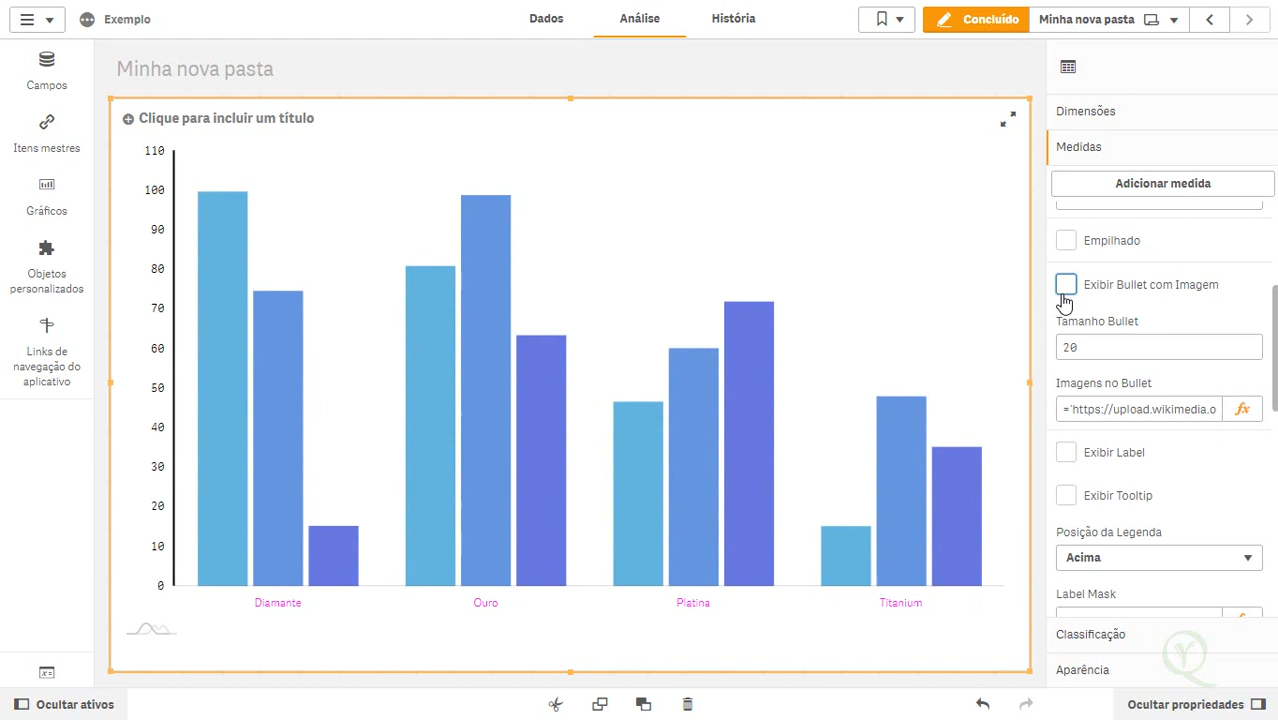 Exemplo
Dados
Análise
História
Concluído
Minha nova pasta
Campos
Itens mestres
Gráficos
Objetos
personalizados
Links de
navegação do
aplicativo
Minha nova pasta
Clique para incluir um título
110
100
90
80
70
60
50
40
30
20
10
0
Diamante Ouro Platina Titanium
Dimensões
Medidas
Adicionar medida
Empilhado
Exibir Bullet com Imagem
Tamanho Bullet
20
Imagens no Bullet
='https://upload.wikimedia.o
fx
Exibir Label
Exibir Tooltip
Posição da Legenda
Acima
Label Mask
Classificação
Aparência
Ocultar ativos
Ocultar propriedades